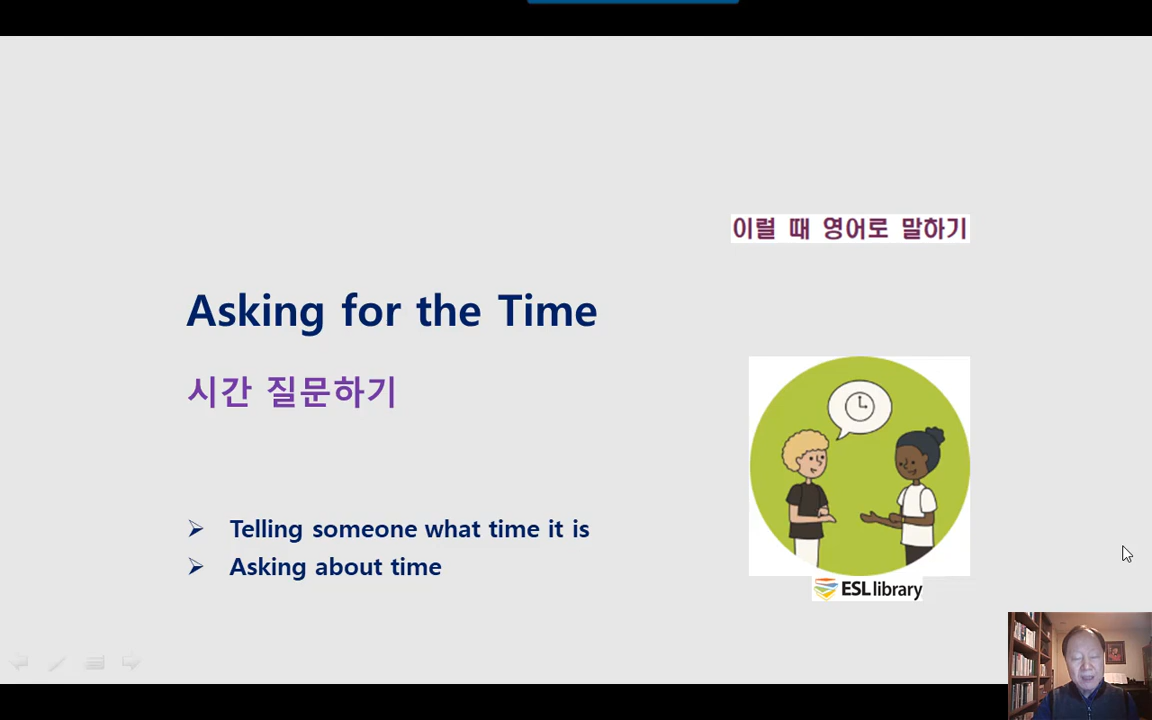 이럴 때 영어로 말하기
Asking for the Time
시간 질문하기
Telling someone what time it is
Asking about time
ESL library